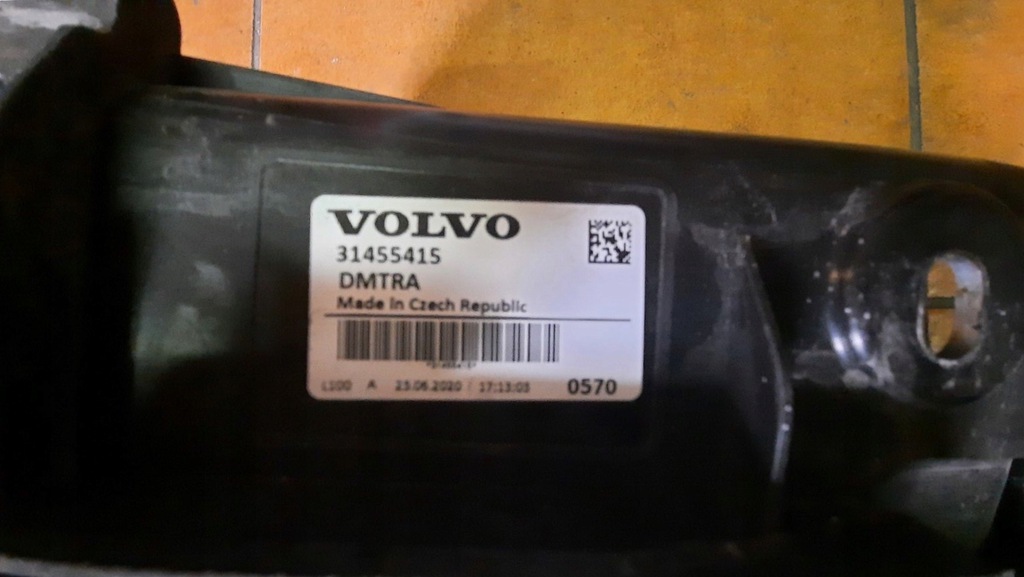 VOLVO
31455415
DMTRA
Made in Czech Republic
L100 A 23.06.2020 17:13:03 0570